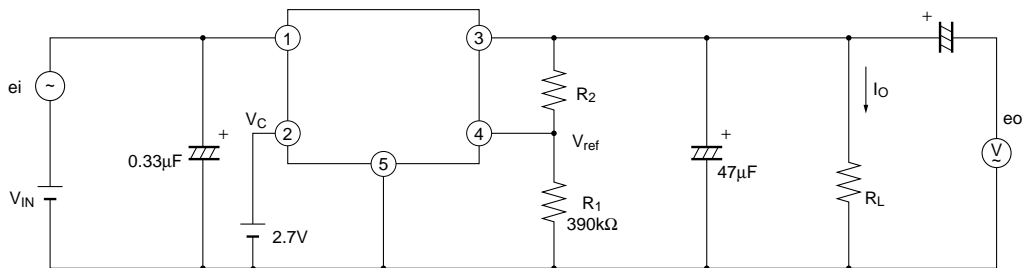 +
1
3
ei
~
+
R2
IO
VC
2
4
Vref
eo
V
~
0.33μF
+
47μF
5
VIN
R1
390kΩ
RL
2.7V